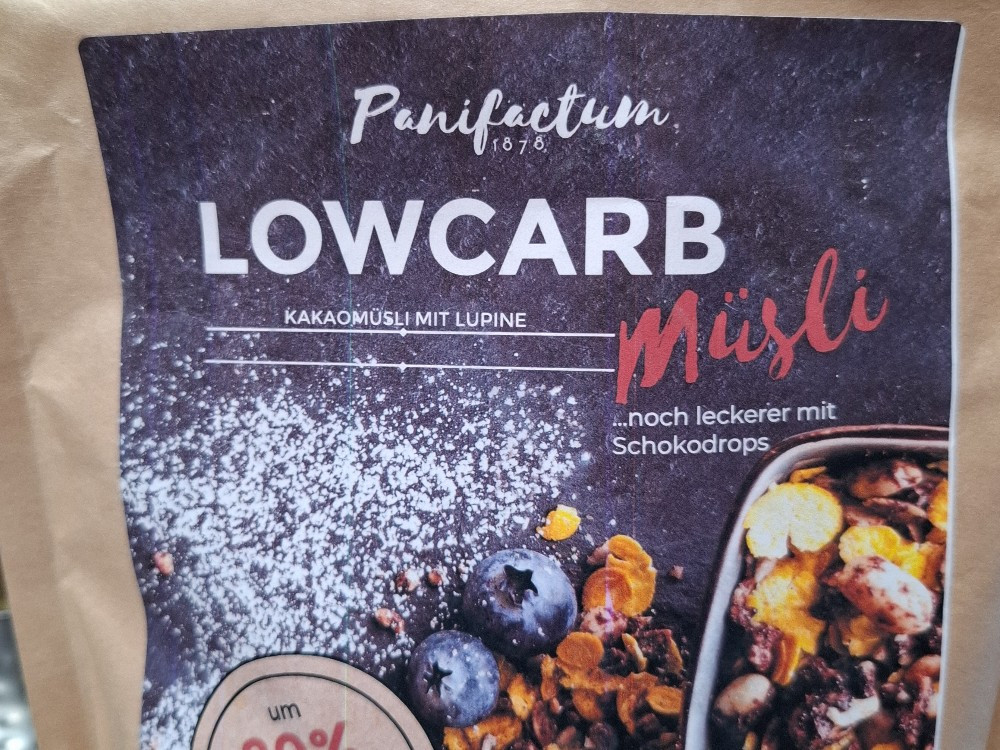 Panifactum
1878
LOWCARB
KAKAOMÜSLI MIT LUPINE
Müsli
...noch leckerer mit
Schokodrops
um